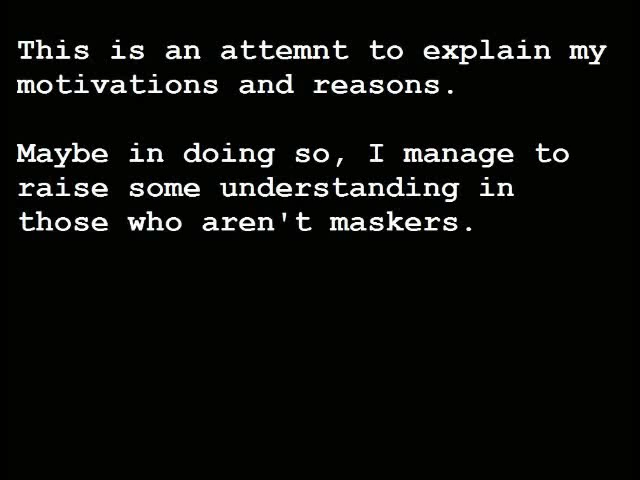 This is an attemnt to explain my
motivations and reasons.
Maybe in doing so, I manage to
raise some understanding in
those who aren't maskers.